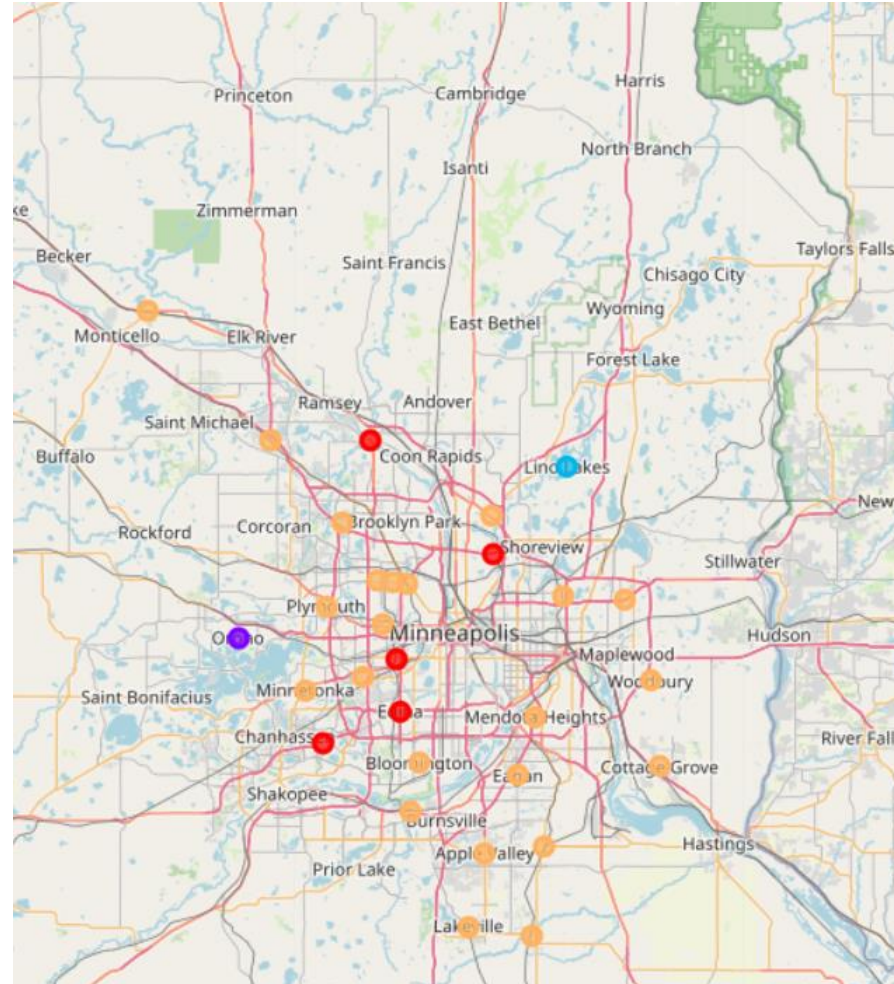 Harris
Princeton
Cambridge
North Branch
Isanti
Zimmerman
ke
Taylors Falls
Becker
Saint Francis
Chisago City
Wyoming
East Bethel
Monticello
Elk River
Forest Lake
Ramsey
Andover
Saint Michael
Coon Rapids
Buffalo
Lino Lakes
New
Corcoran
Brooklyn Park
Rockford
Shoreview
Stillwater
Plymouth
Minneapolis
Hudson
Orono
Maplewood
Woodbury
Minnetonka
Saint Bonifacius
Edina
Mendota Heights
Chanhassen
River Fall
Bloomington
Eagan
Cottage Grove
Shakopee
Burnsville
Hastings
Apple Valley
Prior Lake
Lakeville